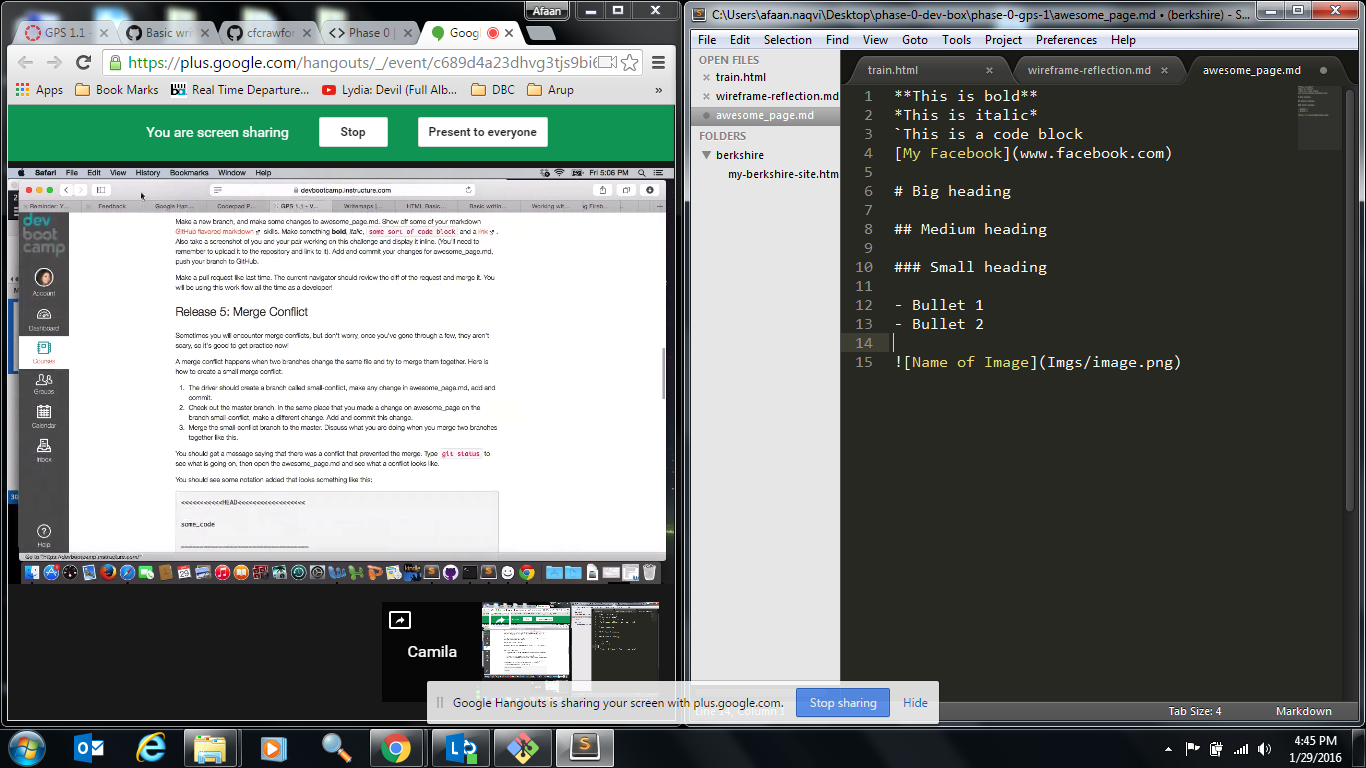 Afaan
GPS 1.1 -
Basic wri
cfcrawfor
<> Phase 0 |
Goog
https://plus.google.com/hangouts/_/event/c689d4a23dhvg3tjs9bi6
Apps
Book Marks
Real Time Departure...
Lydia: Devil (Full Alb...
DBC
Arup
»
You are screen sharing
Stop
Present to everyone
Safari File Edit View History Bookmarks Window Help
Fri 5:06 PM
devbootcamp.instructure.com
Reminder: Y
Feedback
Google Han...
Codepad P...
GPS 1.1 – V...
Writemaps |...
HTML Basic...
Basic writin...
Working wit...
dev
boot
camp
Account
Dashboard
Courses
Groups
Calendar
Inbox
Help
Make a new branch, and make some changes to awesome_page.md. Show off some of your markdown
GitHub flavored markdown skills. Make something bold, italic, some sort of code block and a link .
Also take a screenshot of you and your pair working on this challenge and display it inline. (You'll need to
remember to upload it to the repository and link to it). Add and commit your changes for awesome_page.md,
push your branch to GitHub.
Make a pull request like last time. The current navigator should review the diff of the request and merge it. You
will be using this work flow all the time as a developer!
Release 5: Merge Conflict
Sometimes you will encounter merge conflicts, but don't worry, once you've gone through a few, they aren't
scary, so it's good to get practice now!
A merge conflict happens when two branches change the same file and try to merge them together. Here is
how to create a small merge conflict.
1. The driver should create a branch called small-conflict, make any change in awesome_page.md, add and
commit.
2. Check out the master branch. In the same place that you made a change on awesome_page on the
branch small-conflict, make a different change. Add and commit this change.
3. Merge the small-conflict branch to the master. Discuss what you are doing when you merge two branches
together like this.
You should get a message saying that there was a conflict that prevented the merge. Type git status to
see what is going on, then open the awesome_page.md and see what a conflict looks like.
You should see some notation added that looks something like this:
<<<<<<<<<<<HEAD<<<<<<<<<<<<<<<<<<
some_code
Go to "https://devbootcamp.instructure.com/"
Camila
Google Hangouts is sharing your screen with plus.google.com.
Stop sharing
Hide
C:\Users\afaan.naqvi\Desktop\phase-0-dev-box\phase-0-gps-1\awesome_page.md • (berkshire) - S...
File Edit Selection Find View Goto Tools Project Preferences Help
OPEN FILES
train.html
wireframe-reflection.md
awesome_page.md
FOLDERS
berkshire
my-berkshire-site.htm
train.html
wireframe-reflection.md
awesome_page.md
1 **This is bold**
2 *This is italic*
3 `This is a code block
4 [My Facebook](www.facebook.com)
5
6 # Big heading
7
8 ## Medium heading
9
10 ### Small heading
11
12 - Bullet 1
13 - Bullet 2
14
15 ![Name of Image](Imgs/image.png)
Tab Size: 4
Markdown
4:45 PM
1/29/2016